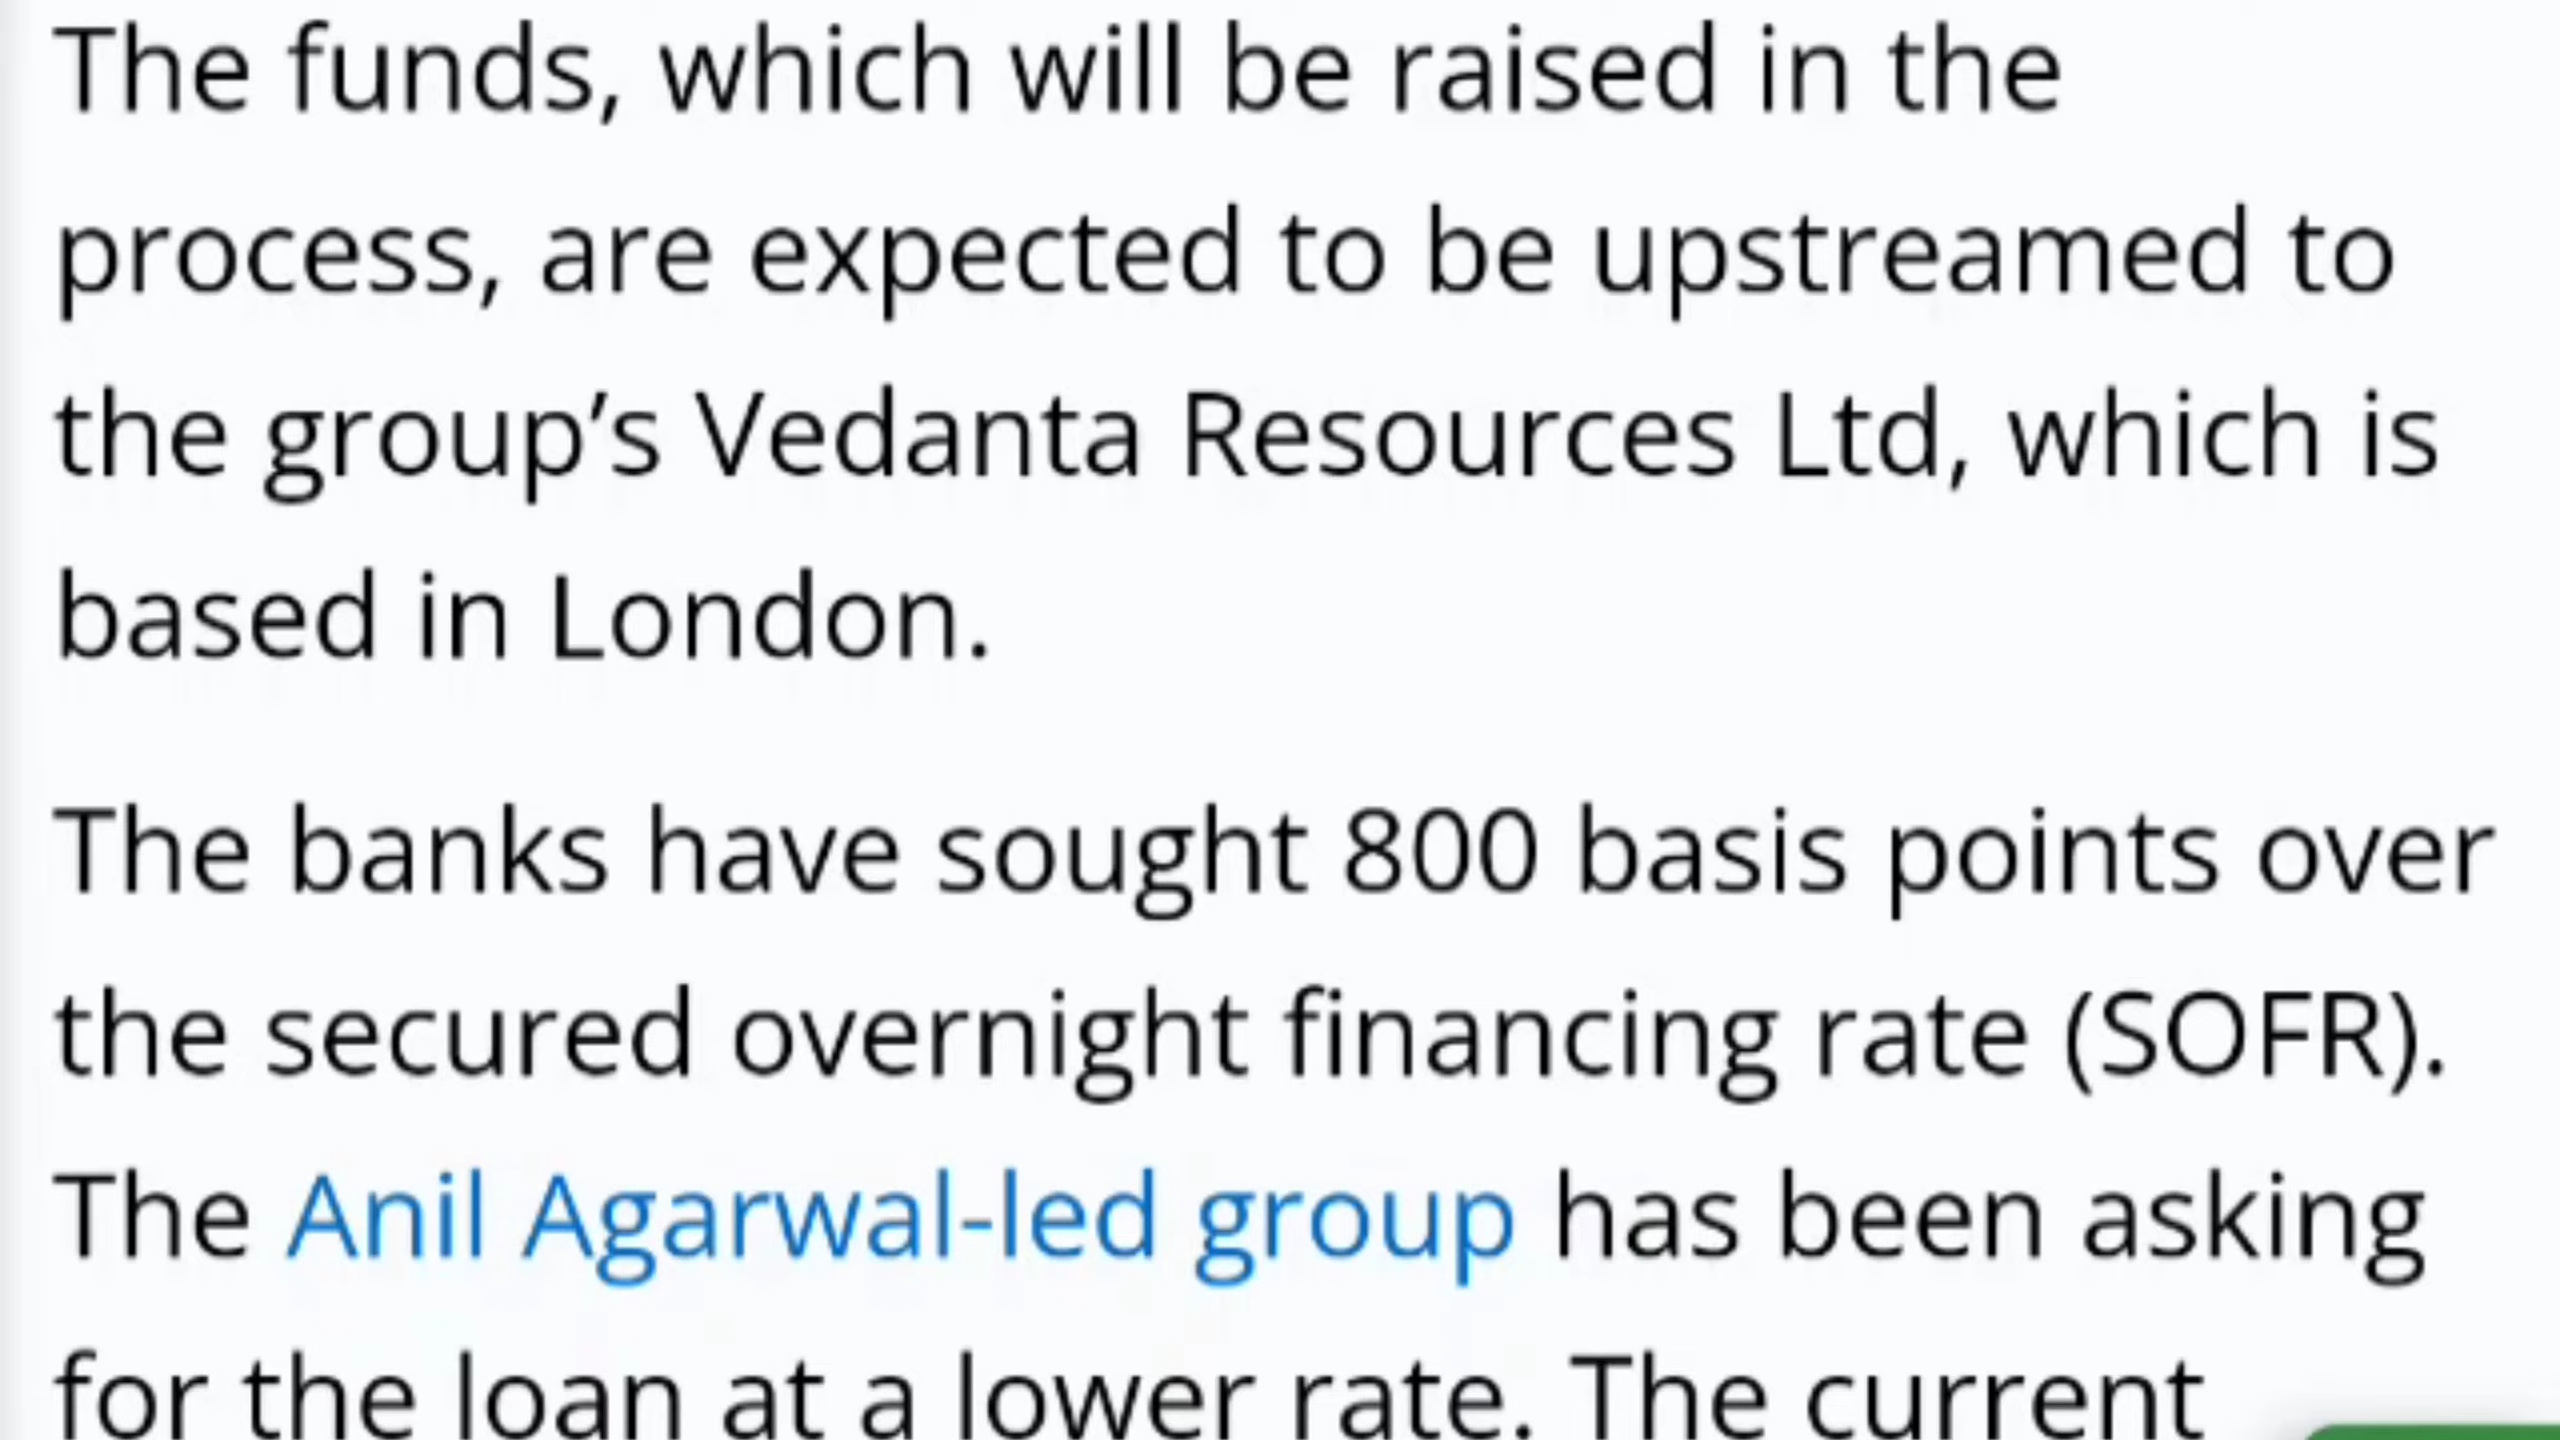 The funds, which will be raised in the
process, are expected to be upstreamed to
the group’s Vedanta Resources Ltd, which is
based in London.
The banks have sought 800 basis points over
the secured overnight financing rate (SOFR).
The Anil Agarwal-led group has been asking
for the loan at a lower rate. The current